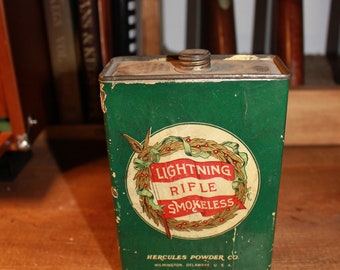 LIGHTNING
RIFLE
SMOKELESS
HERCULES POWDER CO.
WILMINGTON, DELAWARE, U.S.A.